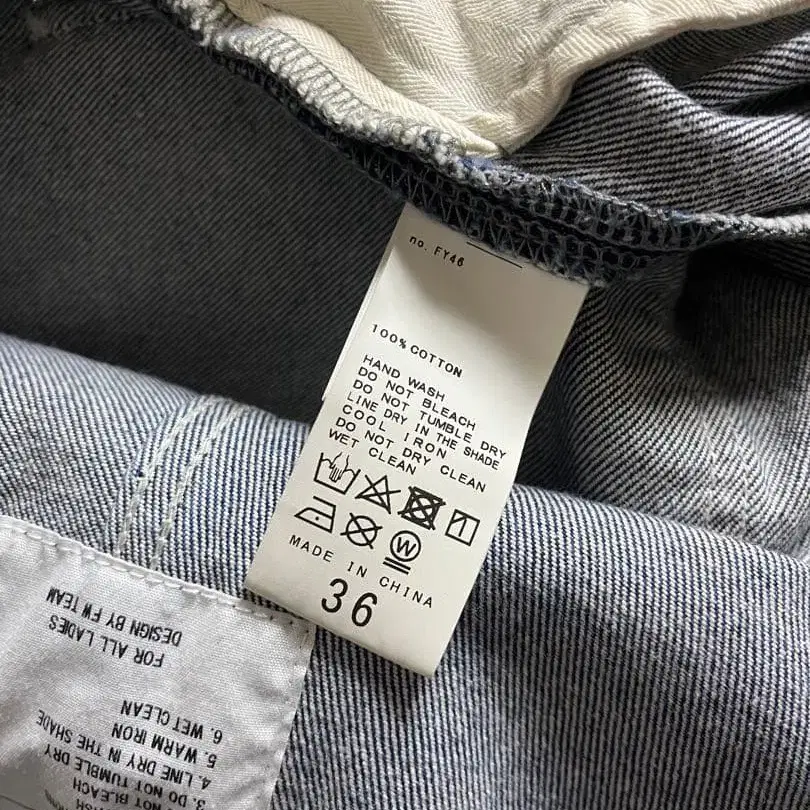 no. FY46
100% COTTON
HAND WASH
DO NOT BLEACH
DO NOT TUMBLE DRY
LINE DRY IN THE SHADE
COOL IRON
DO NOT DRY CLEAN
WET CLEAN
W
MADE IN CHINA
36
FOR ALL LADIES
DESIGN BY FW TEAM
6. WET CLEAN
5. WARM IRON
4. LINE DRY IN THE SHADE
3. DO NOT TUMBLE DRY
NOT BLEACH